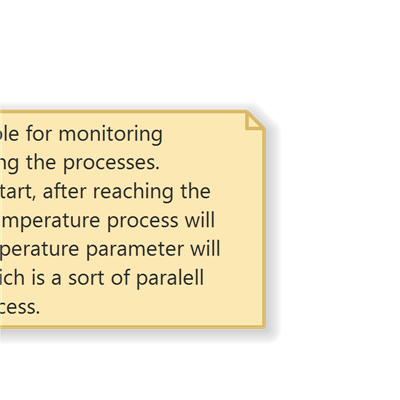 ble for monitoring
ng the processes.
tart, after reaching the
mperature process will
perature parameter will
ich is a sort of paralell
cess.